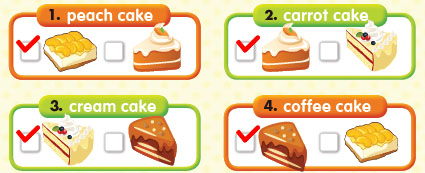 1. peach cake
2. carrot cake
3. cream cake
4. coffee cake